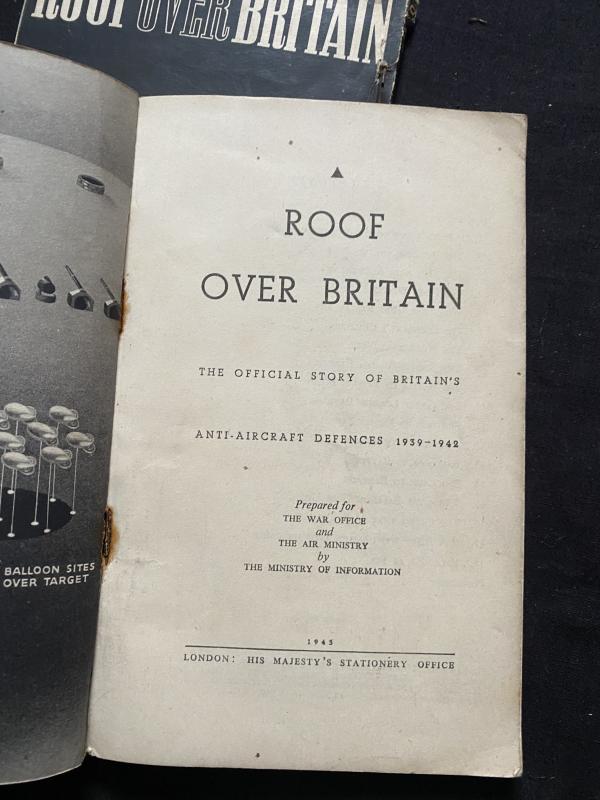 ROOF OVER BRITAIN
ROOF
OVER BRITAIN
THE OFFICIAL STORY OF BRITAIN'S
ANTI-AIRCRAFT DEFENCES 1939-1942
Prepared for
THE WAR OFFICE
and
THE AIR MINISTRY
by
THE MINISTRY OF INFORMATION
1943
LONDON: HIS MAJESTY'S STATIONERY OFFICE
BALLOON SITES
OVER TARGET